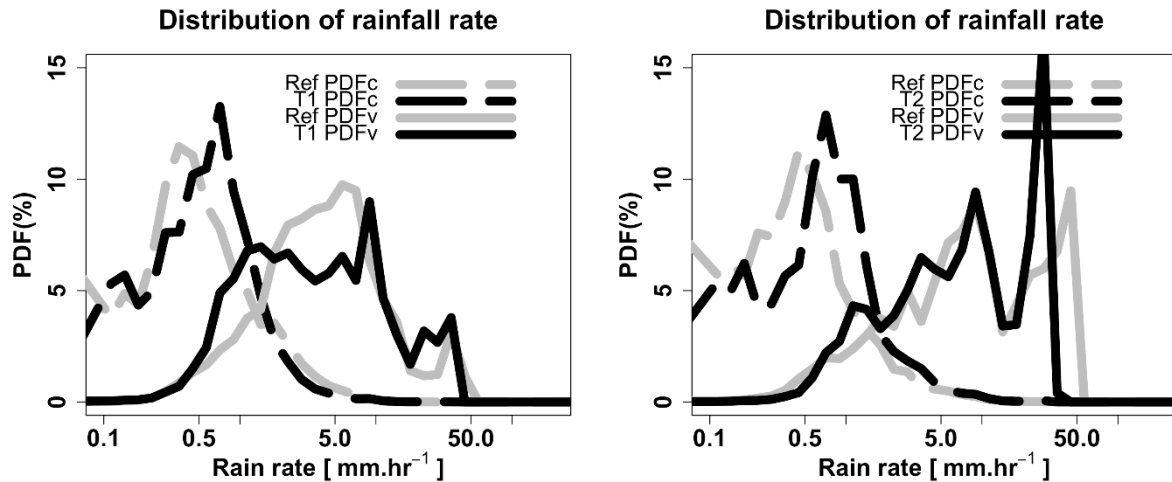 Distribution of rainfall rate
15
10
5
0
PDF(%)
Ref PDFc
T1 PDFc
Ref PDFv
T1 PDFv
0.1 0.5 5.0 50.0
Rain rate [ mm.hr⁻¹ ]
Distribution of rainfall rate
15
10
5
0
PDF(%)
Ref PDFc
T2 PDFc
Ref PDFv
T2 PDFv
0.1 0.5 5.0 50.0
Rain rate [ mm.hr⁻¹ ]